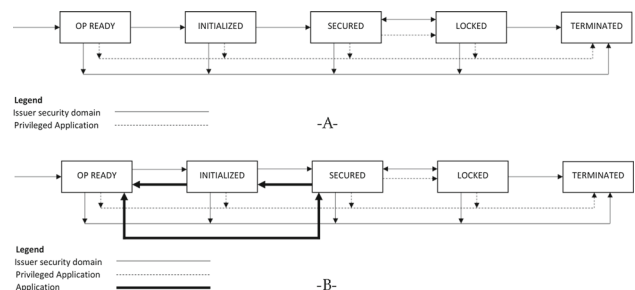 OP READY INITIALIZED SECURED LOCKED TERMINATED
Legend
Issuer security domain
Privileged Application
-A-
OP READY INITIALIZED SECURED LOCKED TERMINATED
Legend
Issuer security domain
Privileged Application
Application
-B-